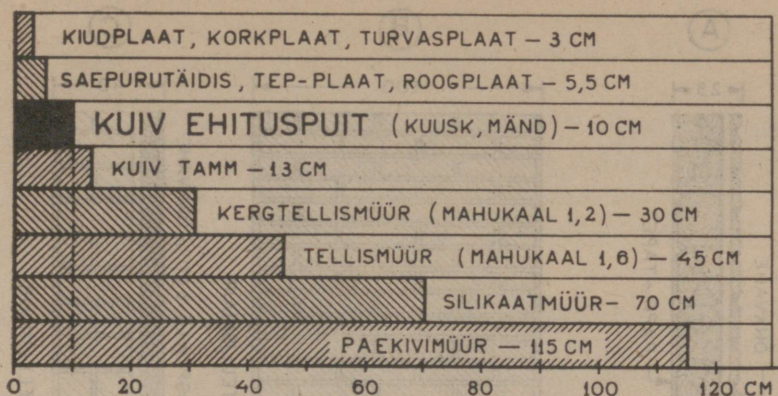 KIUDPLAAT, KORKPLAAT, TURVASPLAAT – 3 CM
SAEPURUTÄIDIS, TEP-PLAAT, ROOGPLAAT – 5,5 CM
KUIV EHITUSPUIT (KUUSK, MÄND) – 10 CM
KUIV TAMM – 13 CM
KERGTELLISMÜÜR (MAHUKAAL 1,2) – 30 CM
TELLISMÜÜR (MAHUKAAL 1,6) – 45 CM
SILIKAATMÜÜR – 70 CM
PAEKIVIMÜÜR – 115 CM
0 20 40 60 80 100 120 CM